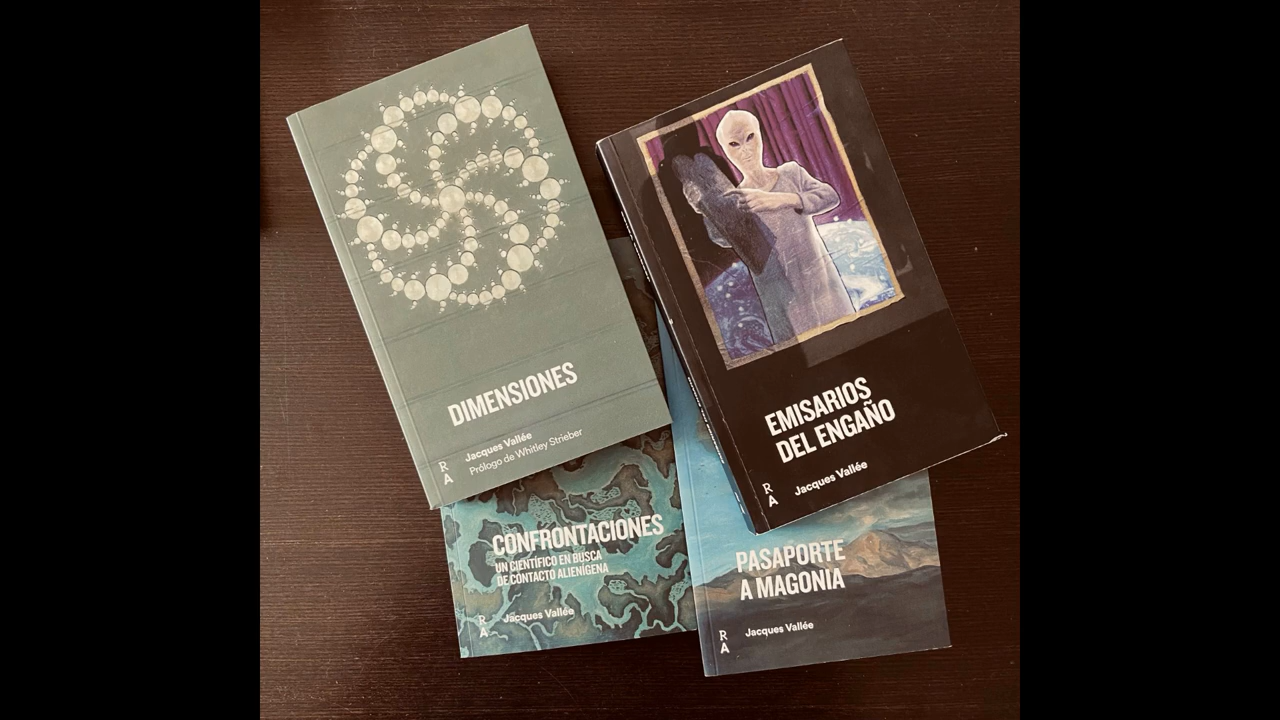 DIMENSIONES
Jacques Vallée
Prólogo de Whitley Strieber
R
A
EMISARIOS
DEL ENGAÑO
Jacques Vallée
R
A
CONFRONTACIONES
UN CIENTÍFICO EN BUSCA
DE CONTACTO ALIENÍGENA
Jacques Vallée
R
A
PASAPORTE
A MAGONIA
Jacques Vallée
R
A